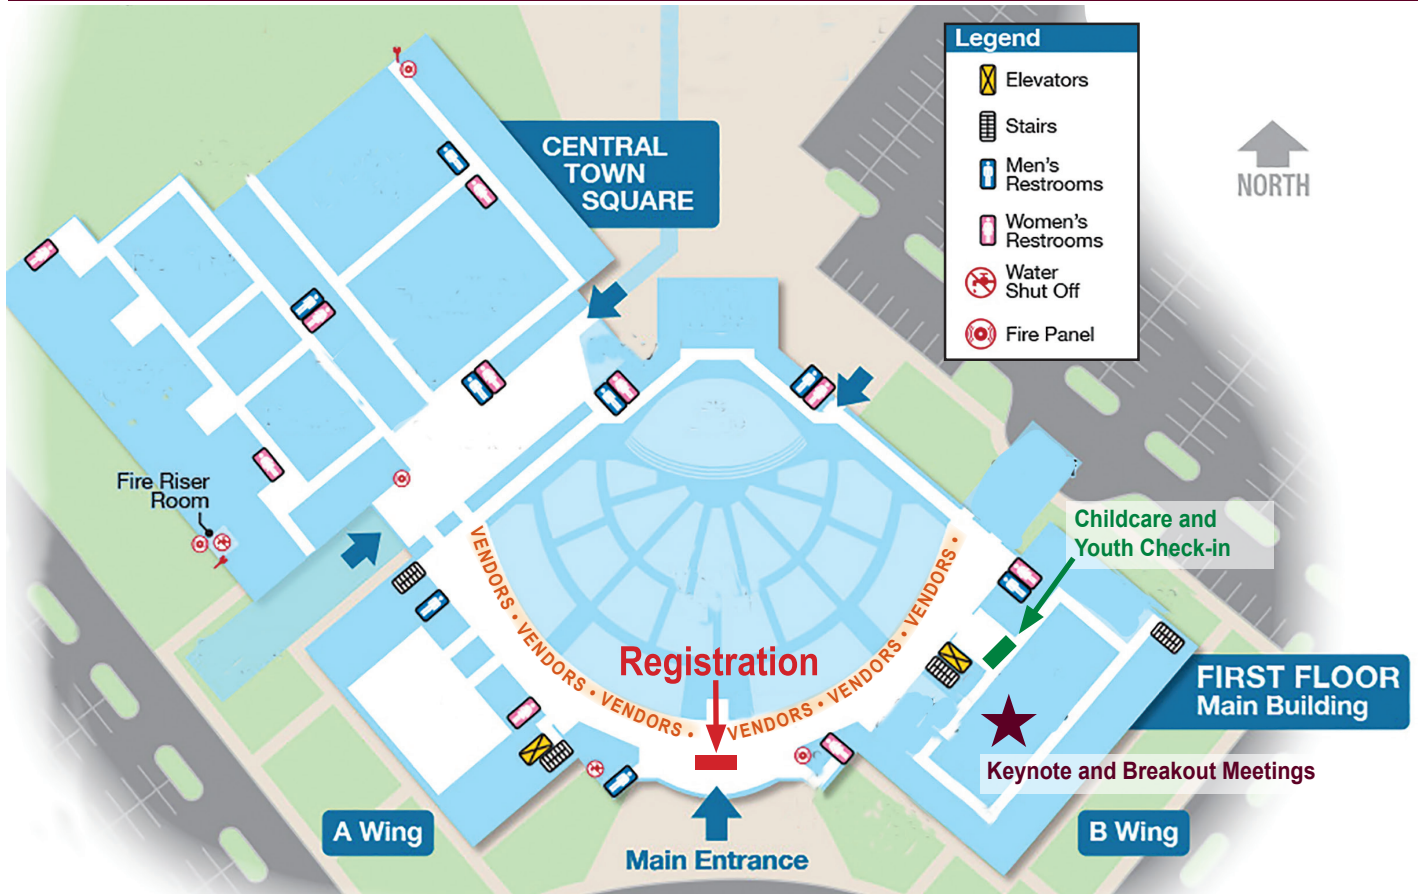 Legend
Elevators
Stairs
Men's
Restrooms
Women's
Restrooms
Water
Shut Off
Fire Panel
NORTH
CENTRAL
TOWN
SQUARE
Fire Riser
Room
Childcare and
Youth Check-in
VENDORS • VENDORS • VENDORS • VENDORS •
VENDORS • VENDORS • VENDORS •
Registration
FIRST FLOOR
Main Building
Keynote and Breakout Meetings
A Wing
B Wing
Main Entrance